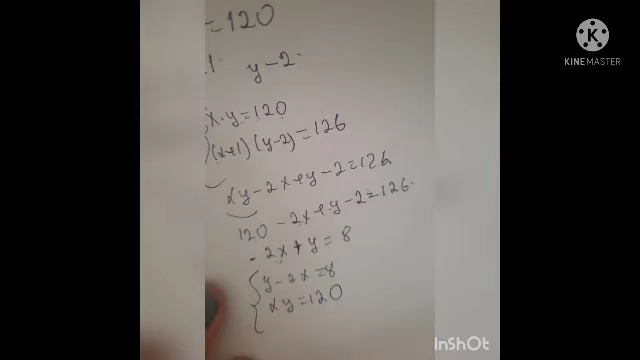 =120
.1. y-2.
x·y=120
(x+1)(y-2)=126
xy-2x+y-2=126
120-2x+y-2=126.
-2x+y=8
{y-2x=8
{xy=120
K
KINEMASTER
InShOt